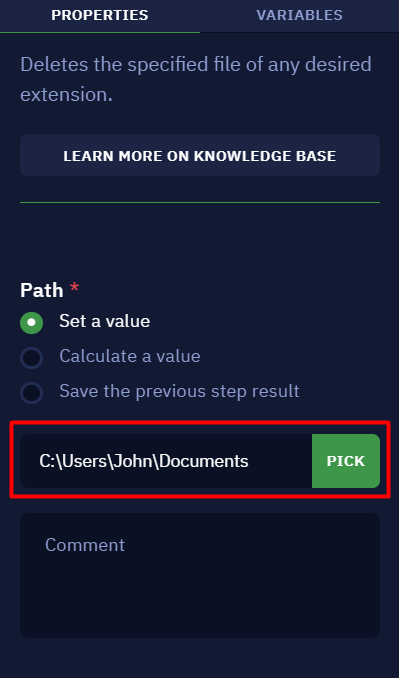 PROPERTIES VARIABLES
Deletes the specified file of any desired
extension.
LEARN MORE ON KNOWLEDGE BASE
Path *
Set a value
Calculate a value
Save the previous step result
C:\Users\John\Documents PICK
Comment